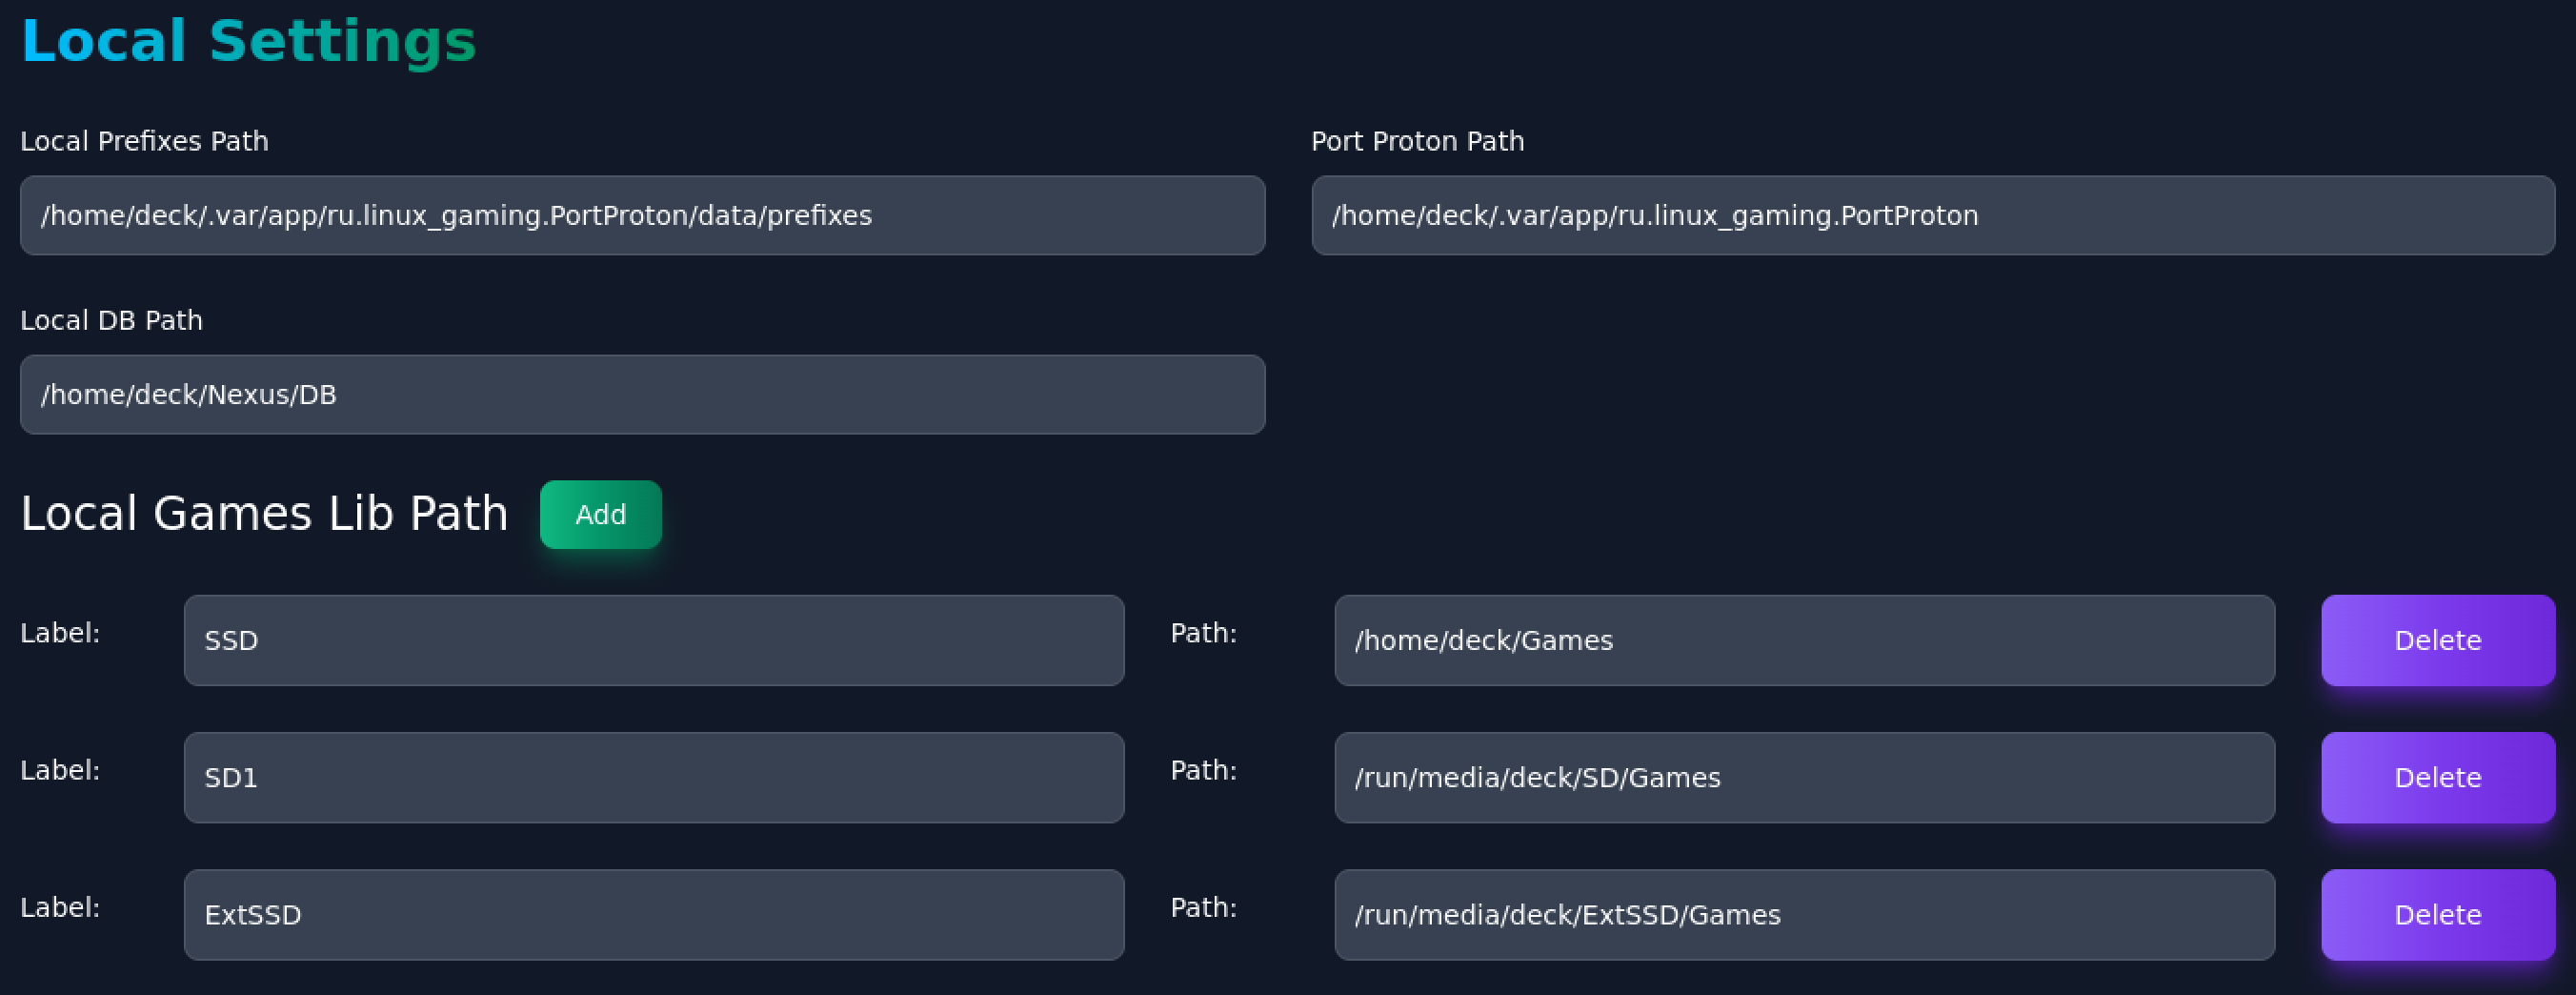 Local Settings
Local Prefixes Path
/home/deck/.var/app/ru.linux_gaming.PortProton/data/prefixes
Port Proton Path
/home/deck/.var/app/ru.linux_gaming.PortProton
Local DB Path
/home/deck/Nexus/DB
Local Games Lib Path Add
Label: SSD Path: /home/deck/Games Delete
Label: SD1 Path: /run/media/deck/SD/Games Delete
Label: ExtSSD Path: /run/media/deck/ExtSSD/Games Delete